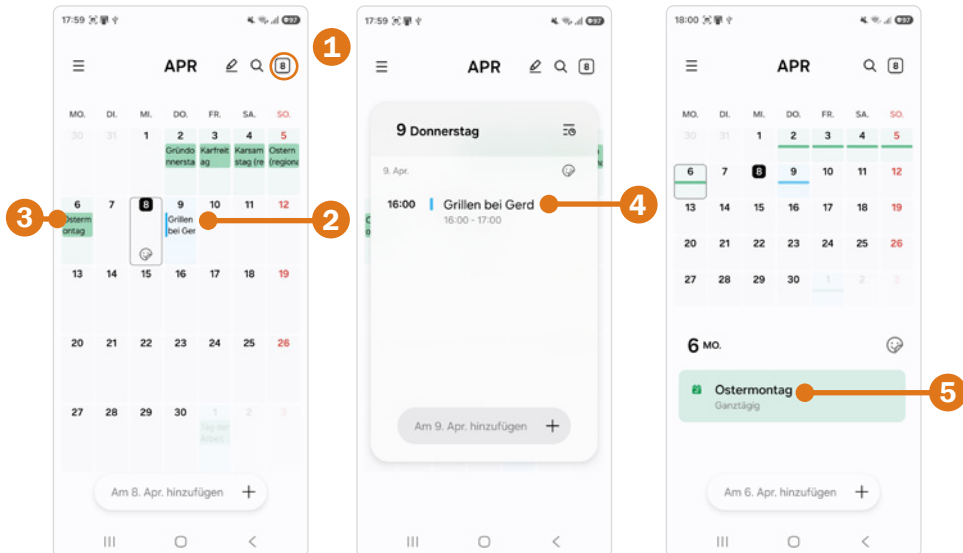 17:59
97
1
APR
8
MO. DI. MI. DO. FR. SA. SO.
30 31 1 2 3 4 5
Gründo Karfreit Karsam Ostern
nnersta ag stag (re (regiona
6 7 8 9 10 11 12
3
Osterm
ontag
Grillen
bei Ger
2
13 14 15 16 17 18 19
20 21 22 23 24 25 26
27 28 29 30 1 2 3
Tag der
Arbeit
Am 8. Apr. hinzufügen +
17:59
97
APR
8
9 Donnerstag
9. Apr.
16:00 Grillen bei Gerd
16:00 - 17:00
4
Am 9. Apr. hinzufügen +
18:00
97
APR
8
MO. DI. MI. DO. FR. SA. SO.
30 31 1 2 3 4 5
6 7 8 9 10 11 12
13 14 15 16 17 18 19
20 21 22 23 24 25 26
27 28 29 30 1 2 3
6 MO.
Ostermontag
Ganztägig
5
Am 6. Apr. hinzufügen +